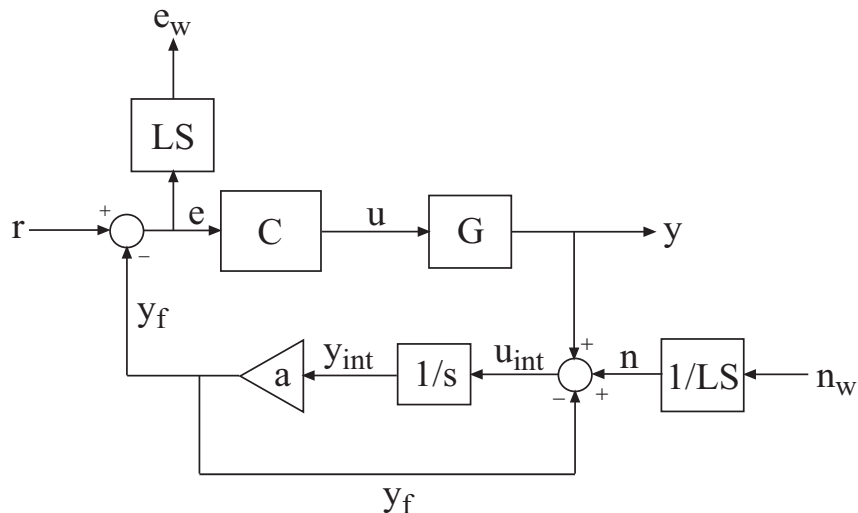 e_w
LS
+
r
e
C
u
G
y
−
y_f
a
y_int
1/s
u_int
+
−
+
n
1/LS
n_w
y_f